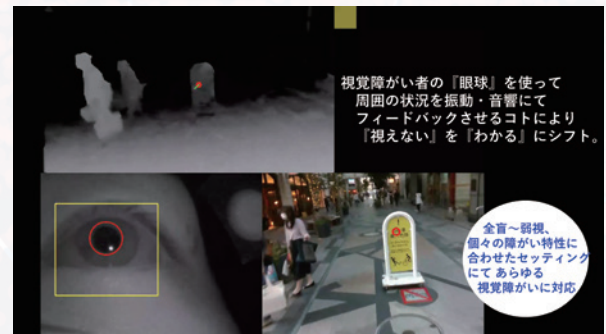 視覚障がい者の『眼球』を使って
周囲の状況を振動・音響にて
フィードバックさせるコトにより
『視えない』を『わかる』にシフト。
全盲～弱視、
個々の障がい特性に
合わせたセッティング
にて あらゆる
視覚障がいに対応